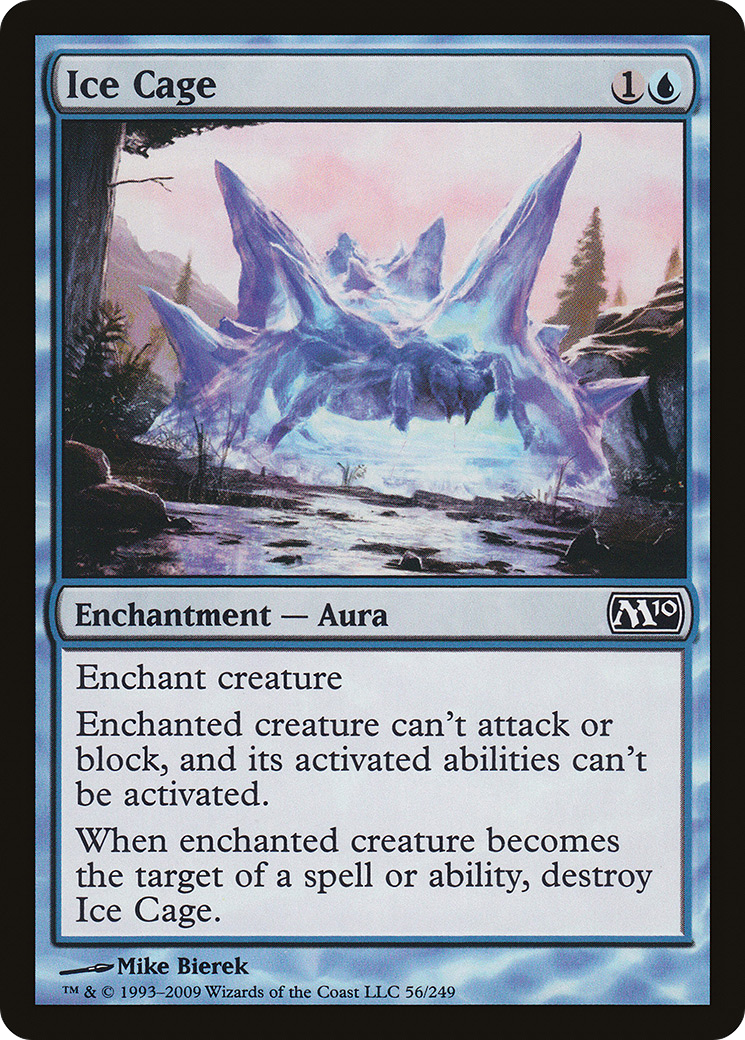 Ice Cage 1
Enchantment — Aura M10
Enchant creature
Enchanted creature can't attack or
block, and its activated abilities can't
be activated.
When enchanted creature becomes
the target of a spell or ability, destroy
Ice Cage.
Mike Bierek
™ & © 1993–2009 Wizards of the Coast LLC 56/249